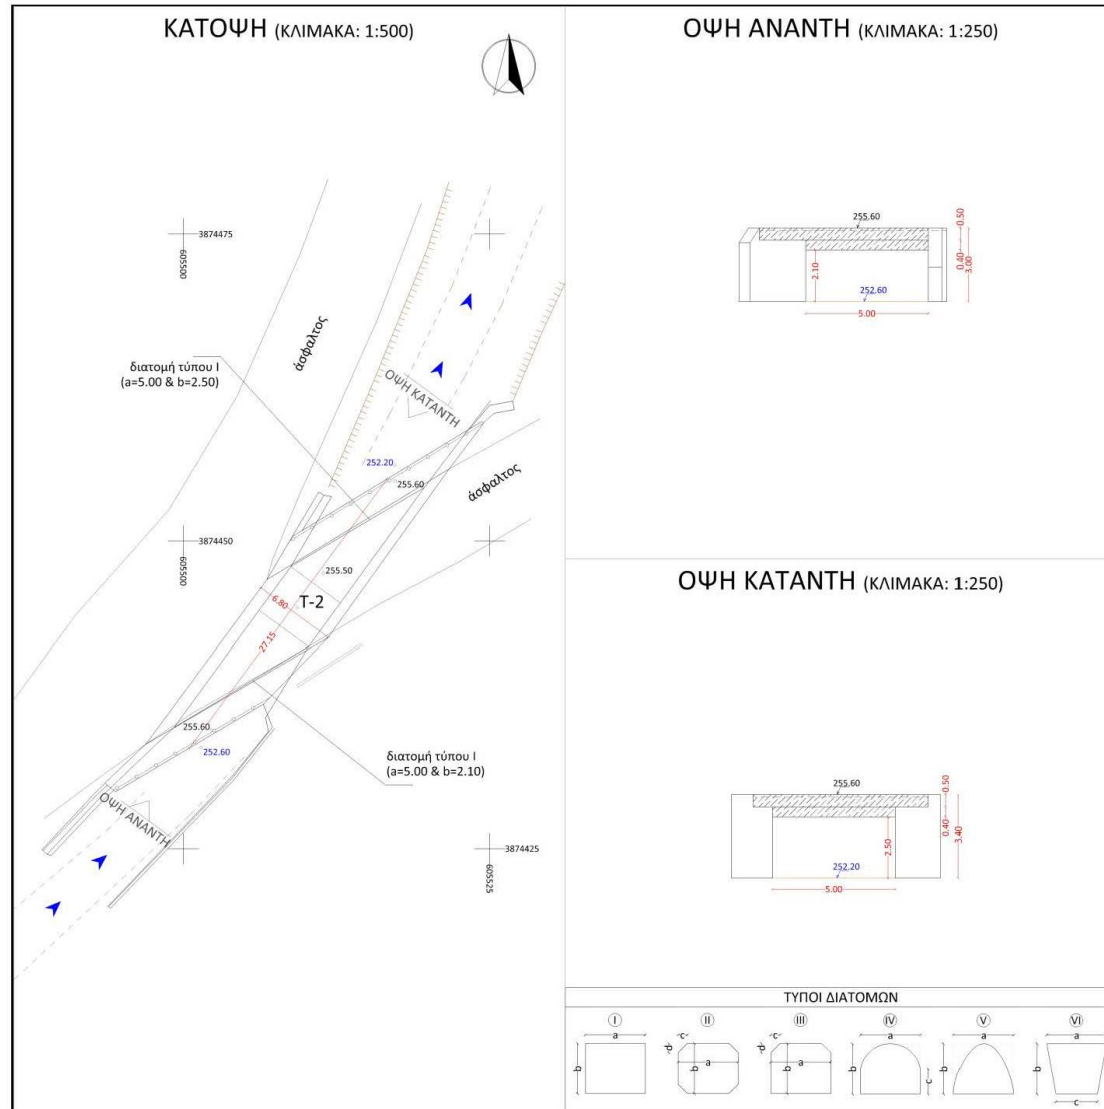 ΚΑΤΟΨΗ (ΚΛΙΜΑΚΑ: 1:500)
3874475
605500
άσφαλτος
διατομή τύπου Ι
(a=5.00 & b=2.50)
ΟΨΗ ΚΑΤΑΝΤΗ
252.20
255.60
άσφαλτος
3874450
605500
255.50
6.80
T-2
27.15
255.60
252.60
διατομή τύπου Ι
(a=5.00 & b=2.10)
ΟΨΗ ΑΝΑΝΤΗ
3874425
605525
ΟΨΗ ΑΝΑΝΤΗ (ΚΛΙΜΑΚΑ: 1:250)
255.60
0.50
0.40
3.00
2.10
252.60
5.00
ΟΨΗ ΚΑΤΑΝΤΗ (ΚΛΙΜΑΚΑ: 1:250)
255.60
0.50
0.40
3.40
2.50
252.20
5.00
ΤΥΠΟΙ ΔΙΑΤΟΜΩΝ
I II III IV V VI
a c c a a a
b d b a d b a b c b b c